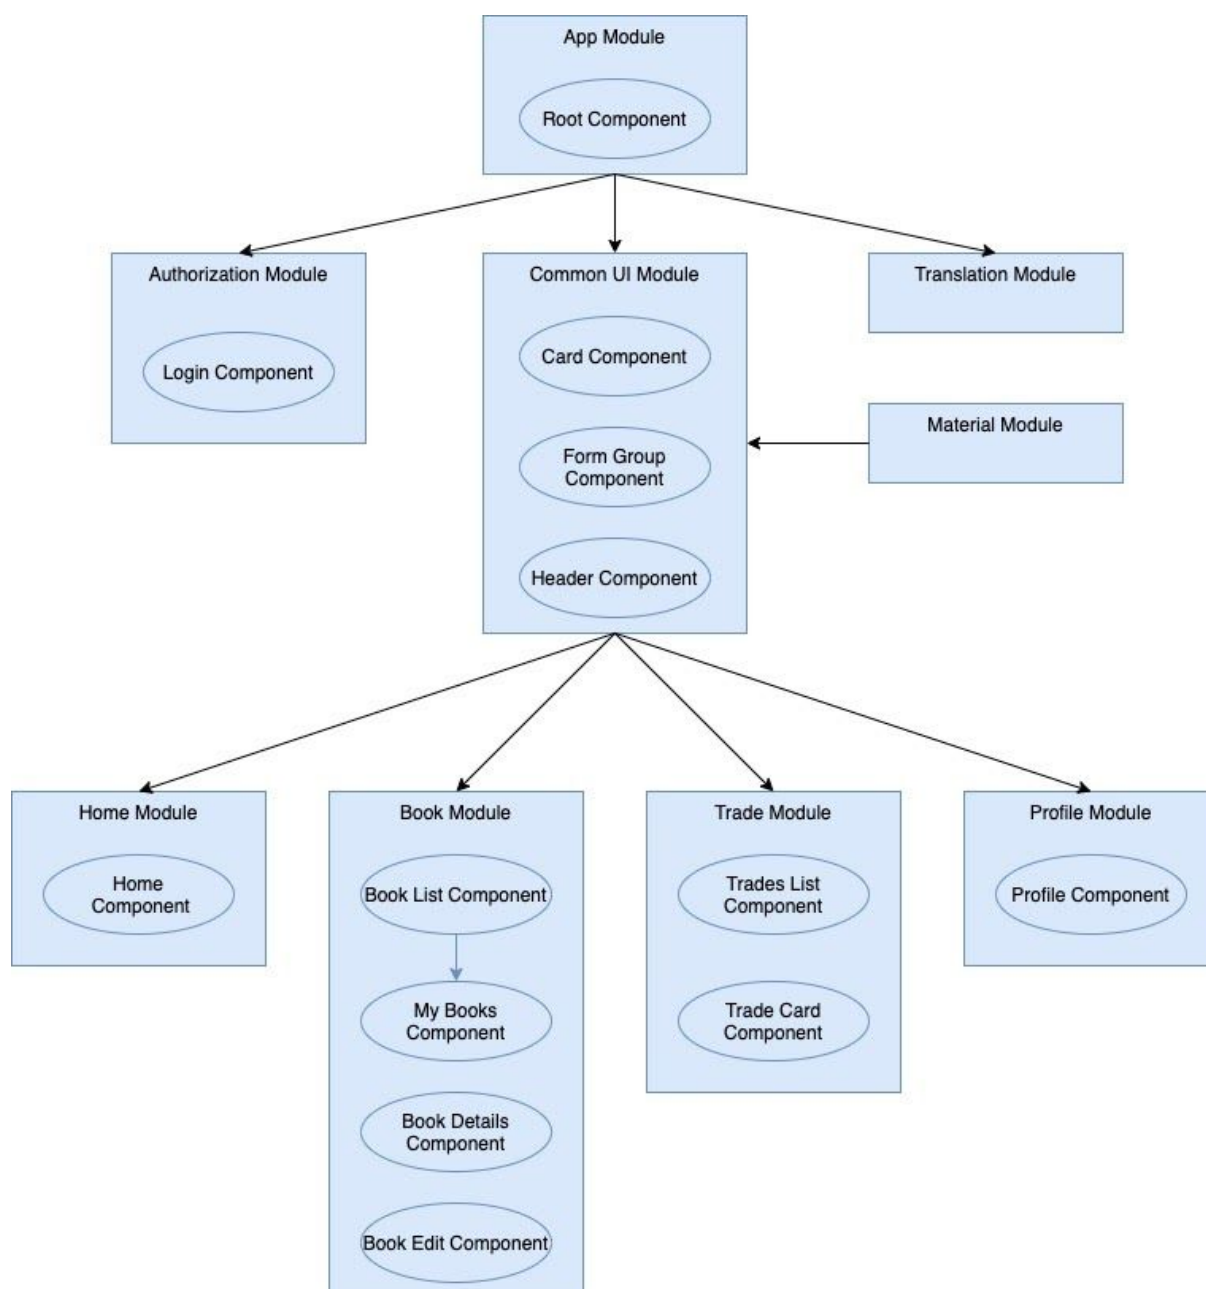 App Module
Root Component
Authorization Module
Login Component
Common UI Module
Card Component
Form Group
Component
Header Component
Translation Module
Material Module
Home Module
Home
Component
Book Module
Book List Component
My Books
Component
Book Details
Component
Book Edit Component
Trade Module
Trades List
Component
Trade Card
Component
Profile Module
Profile Component